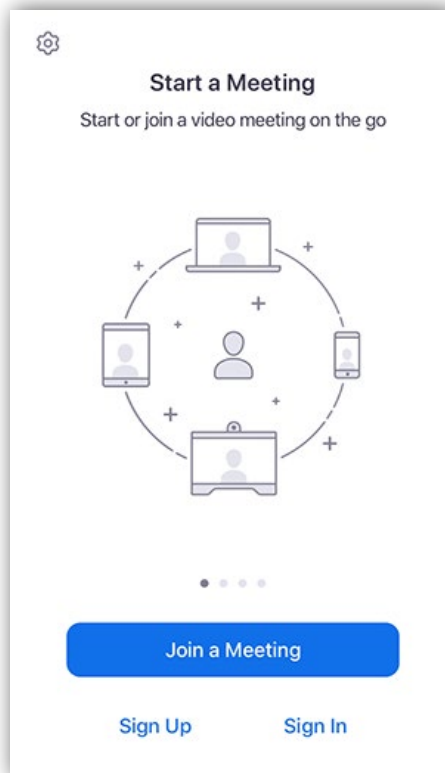 Start a Meeting
Start or join a video meeting on the go
Join a Meeting
Sign Up Sign In